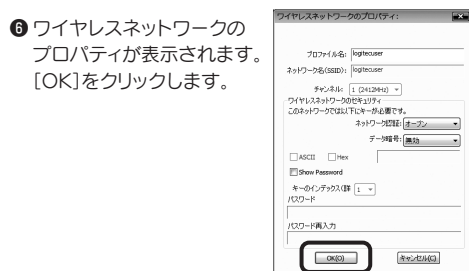 ❻ ワイヤレスネットワークの
プロパティが表示されます。
[OK]をクリックします。
ワイヤレスネットワークのプロパティ:
プロファイル名: logitecuser
ネットワーク名(SSID): logitecuser
チャンネル: 1 (2412MHz)
ワイヤレスネットワークのセキュリティ
このネットワークでは以下にキーが必要です。
ネットワーク認証: オープン
データ暗号: 無効
ASCII Hex
Show Password
キーのインデックス(詳 1
パスワード
パスワード再入力
OK(O) キャンセル(C)